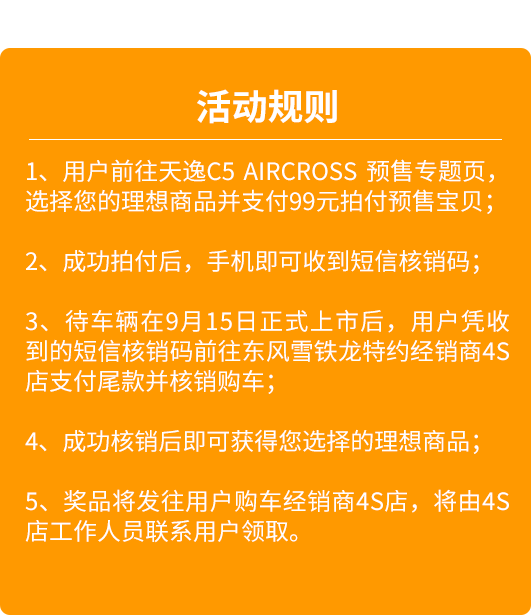 活动规则
1、用户前往天逸C5 AIRCROSS 预售专题页，
选择您的理想商品并支付99元拍付预售宝贝；
2、成功拍付后，手机即可收到短信核销码；
3、待车辆在9月15日正式上市后，用户凭收
到的短信核销码前往东风雪铁龙特约经销商4S
店支付尾款并核销购车；
4、成功核销后即可获得您选择的理想商品；
5、奖品将发往用户购车经销商4S店，将由4S
店工作人员联系用户领取。